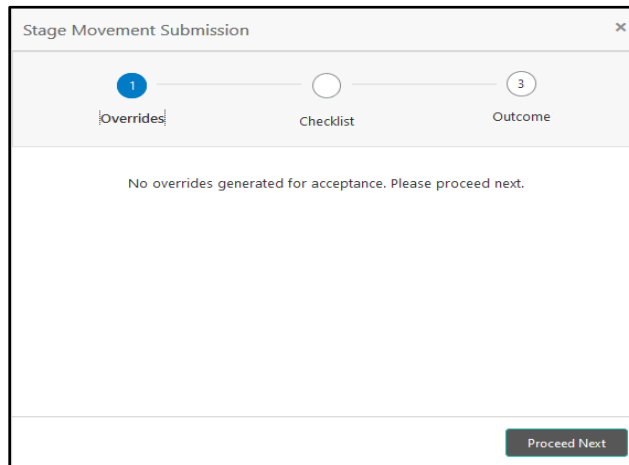 Stage Movement Submission ×
1 3
Overrides Checklist Outcome
No overrides generated for acceptance. Please proceed next.
Proceed Next